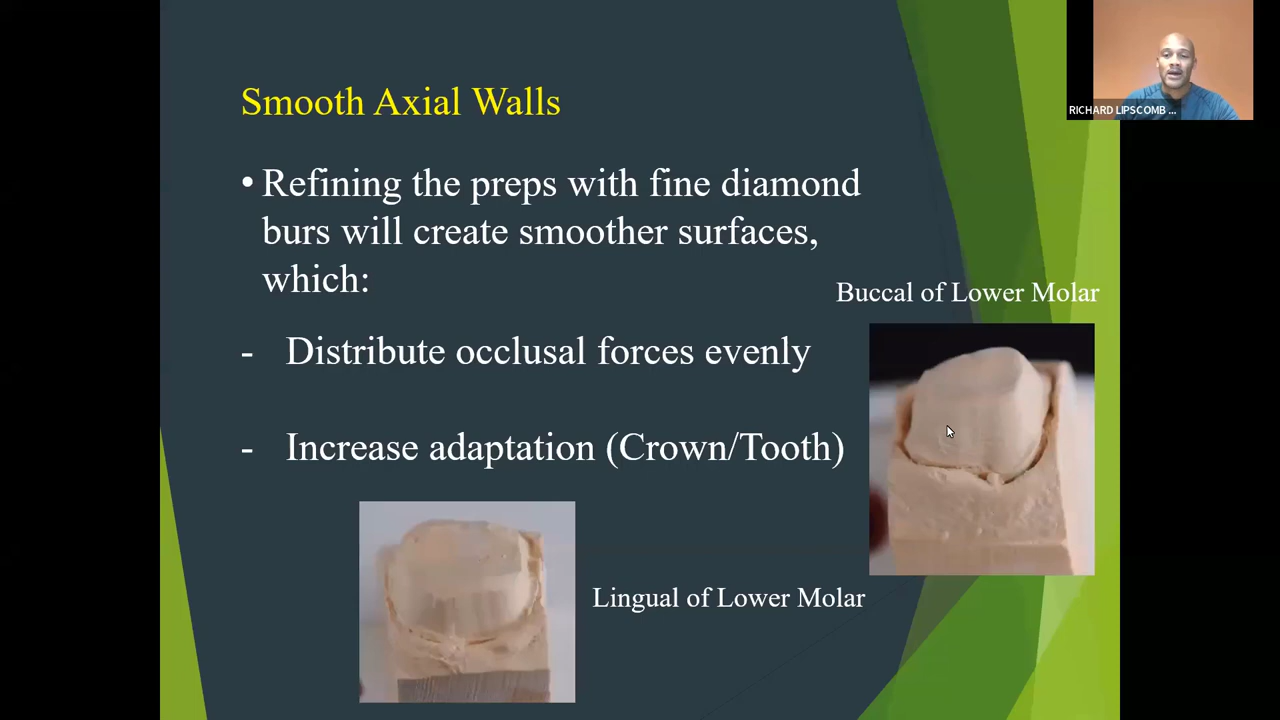 RICHARD LIPSCOMB ...
Smooth Axial Walls
• Refining the preps with fine diamond
burs will create smoother surfaces,
which:
- Distribute occlusal forces evenly
- Increase adaptation (Crown/Tooth)
Buccal of Lower Molar
Lingual of Lower Molar